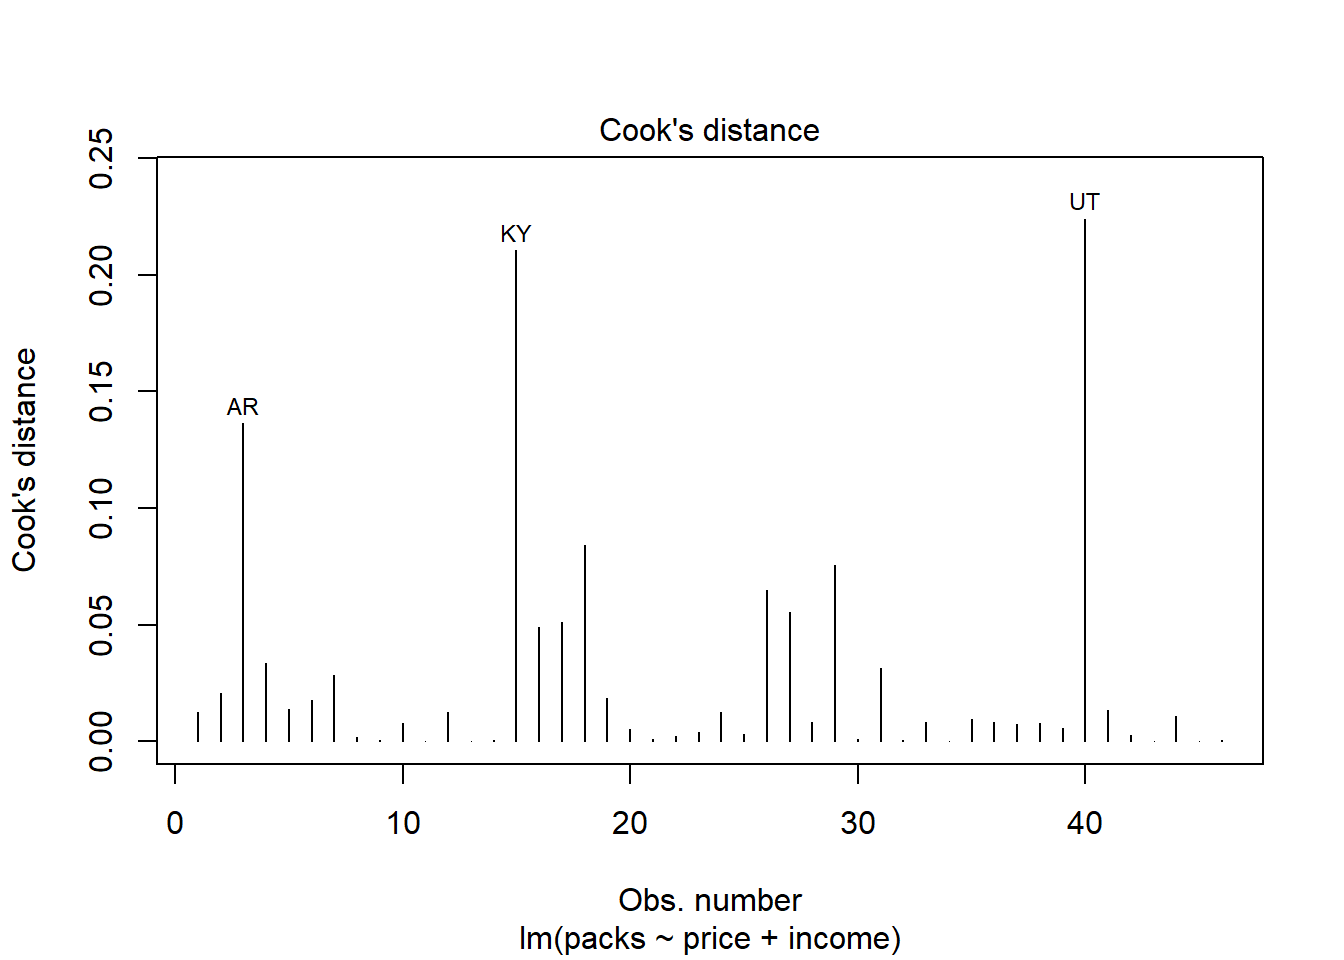 Cook's distance
0.25
0.20
0.15
0.10
0.05
0.00
Cook's distance
UT
KY
AR
0 10 20 30 40
Obs. number
lm(packs ~ price + income)